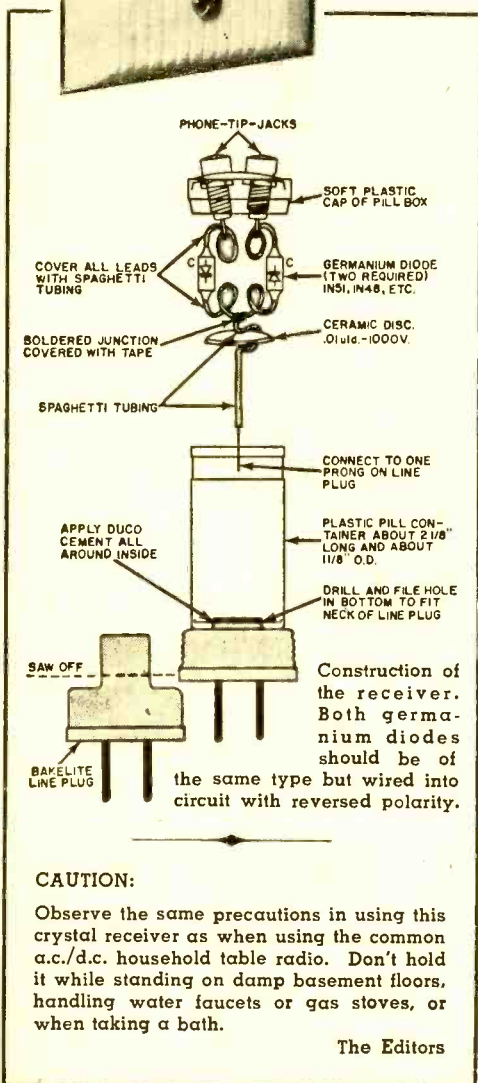 PHONE-TIP-JACKS
SOFT PLASTIC
CAP OF PILL BOX
COVER ALL LEADS
WITH SPAGHETTI
TUBING
C
C
GERMANIUM DIODE
(TWO REQUIRED)
IN51, IN48, ETC.
SOLDERED JUNCTION
COVERED WITH TAPE
CERAMIC DISC.
.01 ufd.-1000V.
SPAGHETTI TUBING
CONNECT TO ONE
PRONG ON LINE
PLUG
APPLY DUCO
CEMENT ALL
AROUND INSIDE
PLASTIC PILL CON-
TAINER ABOUT 2 1/8"
LONG AND ABOUT
1 1/8" O.D.
DRILL AND FILE HOLE
IN BOTTOM TO FIT
NECK OF LINE PLUG
SAW OFF
BAKELITE
LINE PLUG
Construction of
the receiver.
Both germa-
nium diodes
should be of
the same type but wired into
circuit with reversed polarity.
CAUTION:
Observe the same precautions in using this
crystal receiver as when using the common
a.c./d.c. household table radio. Don't hold
it while standing on damp basement floors,
handling water faucets or gas stoves, or
when taking a bath.
The Editors